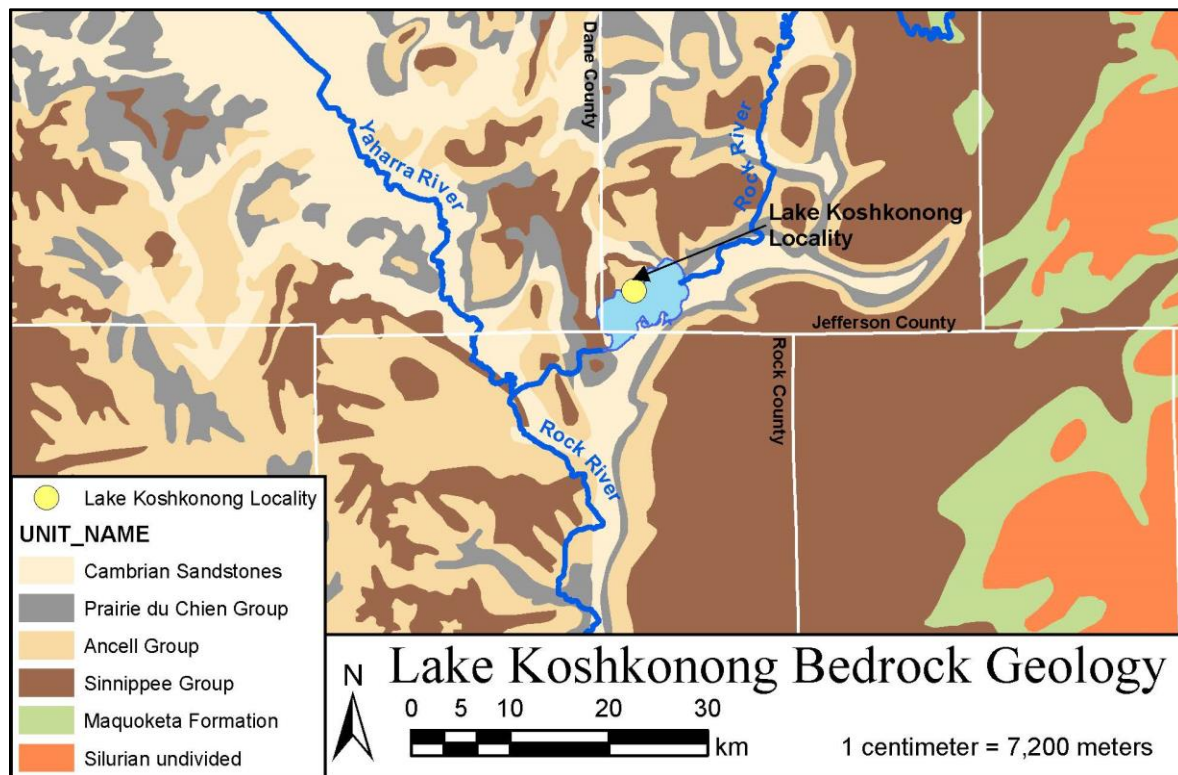 Dane County
Yaharra River
Rock River
Lake Koshkonong
Locality
Jefferson County
Rock County
Rock River
Lake Koshkonong Locality
UNIT_NAME
Cambrian Sandstones
Prairie du Chien Group
Ancell Group
Sinnippee Group
Maquoketa Formation
Silurian undivided
N
Lake Koshkonong Bedrock Geology
0 5 10 20 30
km
1 centimeter = 7,200 meters